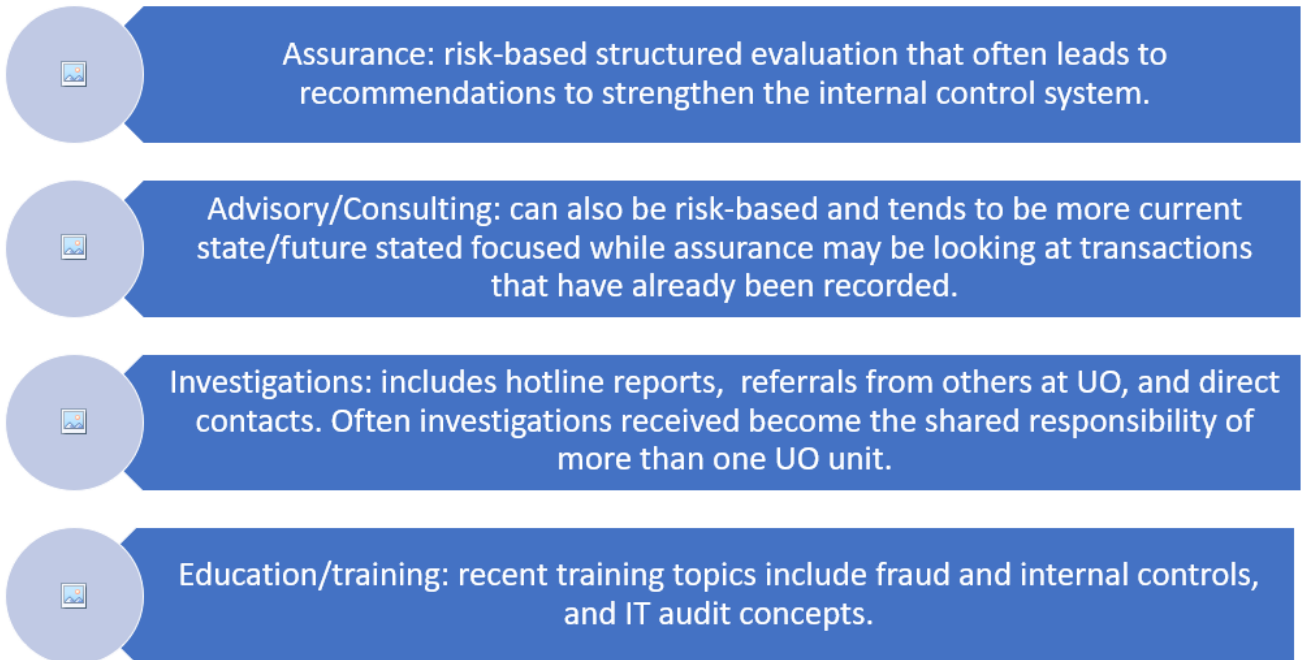 Assurance: risk-based structured evaluation that often leads to
recommendations to strengthen the internal control system.
Advisory/Consulting: can also be risk-based and tends to be more current
state/future stated focused while assurance may be looking at transactions
that have already been recorded.
Investigations: includes hotline reports,  referrals from others at UO, and direct
contacts. Often investigations received become the shared responsibility of
more than one UO unit.
Education/training: recent training topics include fraud and internal controls,
and IT audit concepts.